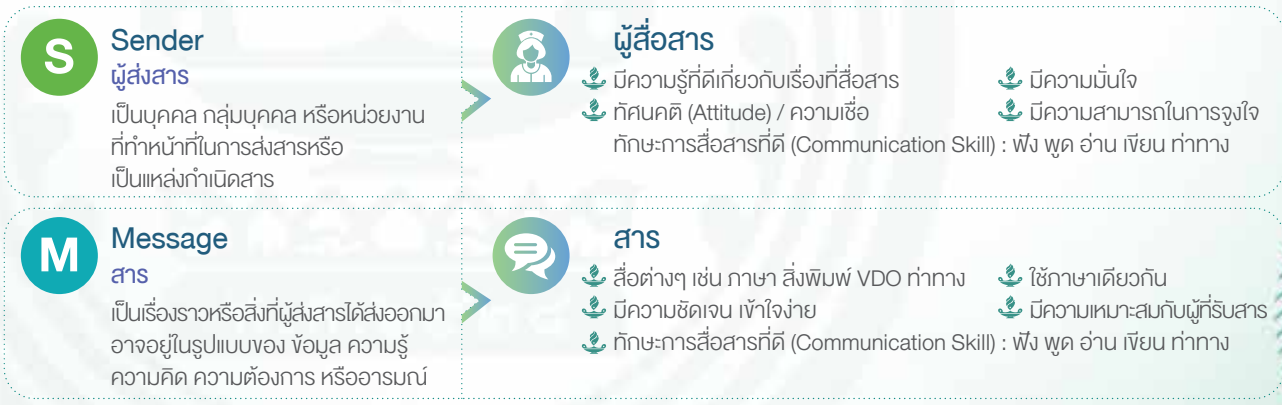 S
Sender
ผู้ส่งสาร
เป็นบุคคล กลุ่มบุคคล หรือหน่วยงาน
ที่ทำหน้าที่ในการส่งสารหรือ
เป็นแหล่งกำเนิดสาร
ผู้สื่อสาร
มีความรู้ที่ดีเกี่ยวกับเรื่องที่สื่อสาร
มีความมั่นใจ
ทัศนคติ (Attitude) / ความเชื่อ
มีความสามารถในการจูงใจ
ทักษะการสื่อสารที่ดี (Communication Skill) : ฟัง พูด อ่าน เขียน ท่าทาง
M
Message
สาร
เป็นเรื่องราวหรือสิ่งที่ผู้ส่งสารได้ส่งออกมา
อาจอยู่ในรูปแบบของ ข้อมูล ความรู้
ความคิด ความต้องการ หรืออารมณ์
สาร
สื่อต่างๆ เช่น ภาษา สิ่งพิมพ์ VDO ท่าทาง
ใช้ภาษาเดียวกัน
มีความชัดเจน เข้าใจง่าย
มีความเหมาะสมกับผู้ที่รับสาร
ทักษะการสื่อสารที่ดี (Communication Skill) : ฟัง พูด อ่าน เขียน ท่าทาง